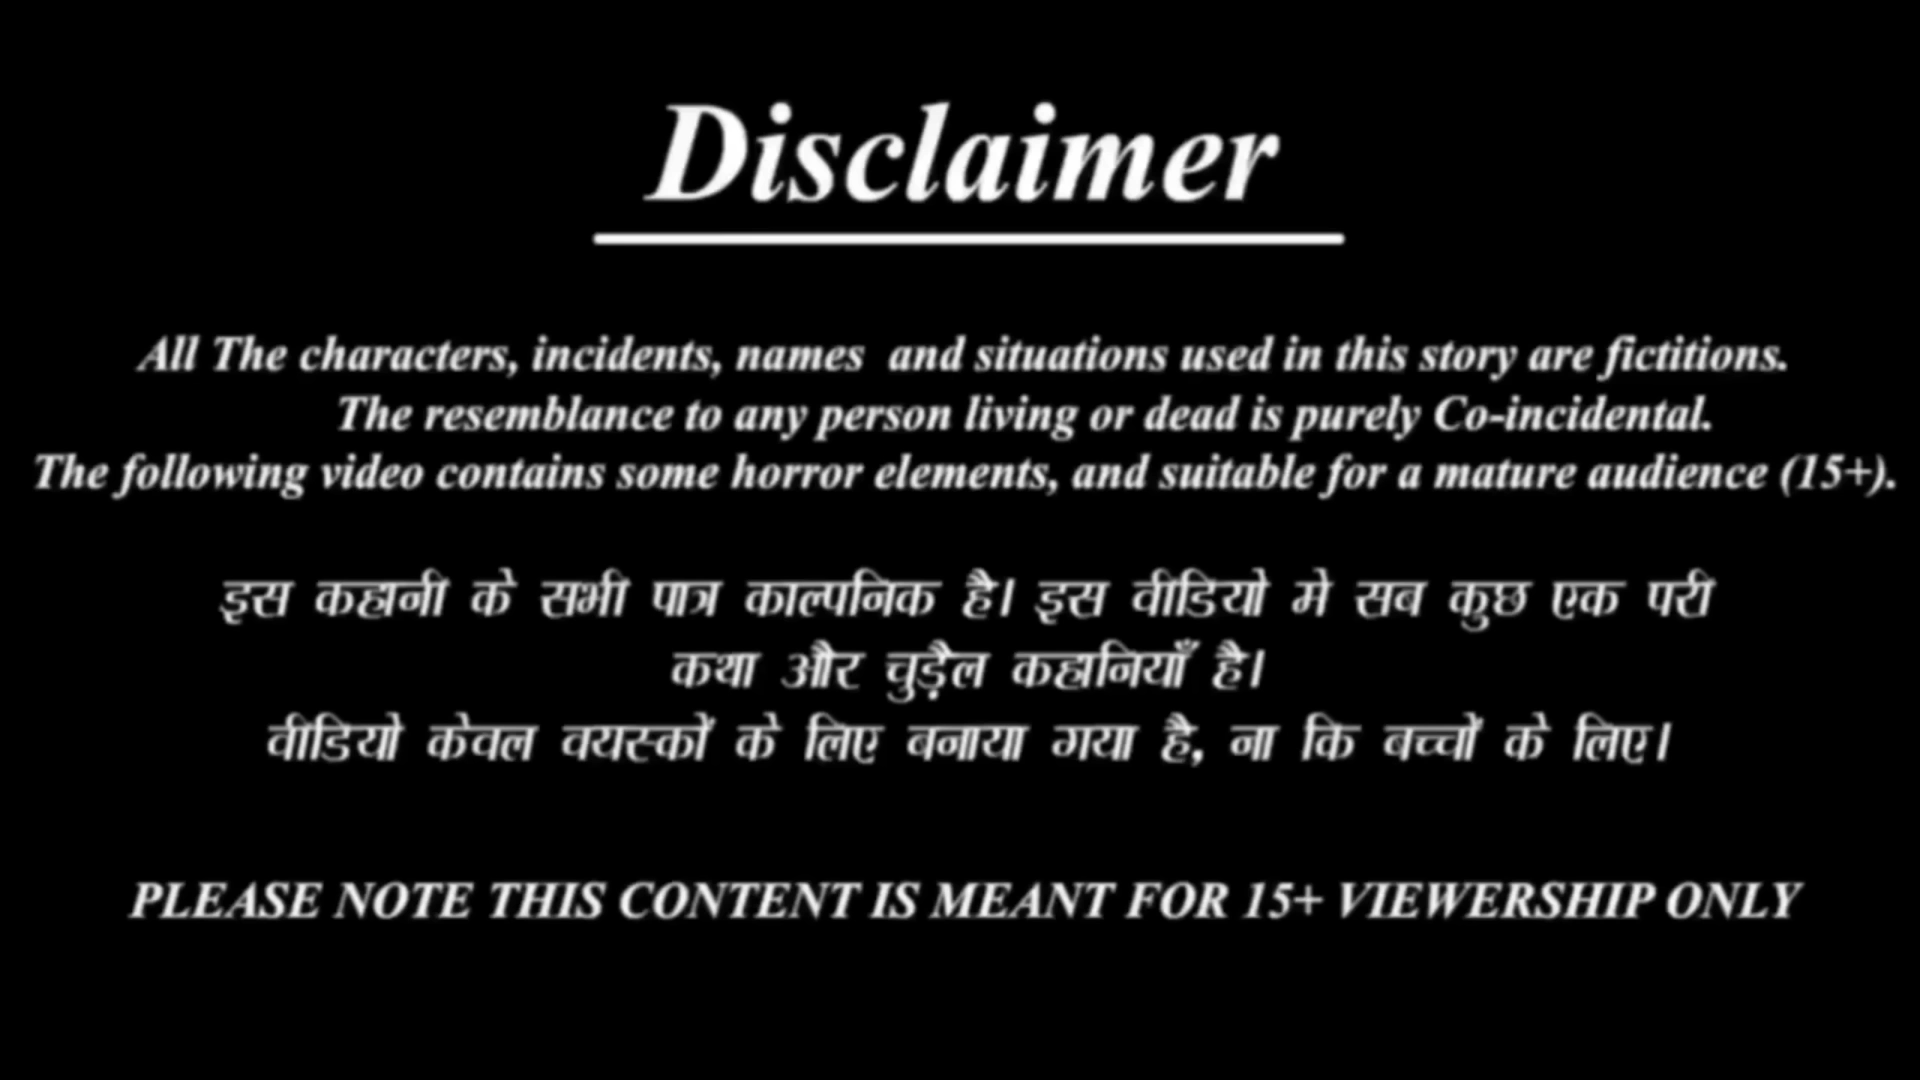 Disclaimer
All The characters, incidents, names and situations used in this story are fictitions.
The resemblance to any person living or dead is purely Co-incidental.
The following video contains some horror elements, and suitable for a mature audience (15+).
इस कहानी के सभी पात्र काल्पनिक है। इस वीडियो मे सब कुछ एक परी
कथा और चुड़ैल कहानियाँ है।
वीडियो केवल वयस्कों के लिए बनाया गया है, ना कि बच्चों के लिए।
PLEASE NOTE THIS CONTENT IS MEANT FOR 15+ VIEWERSHIP ONLY